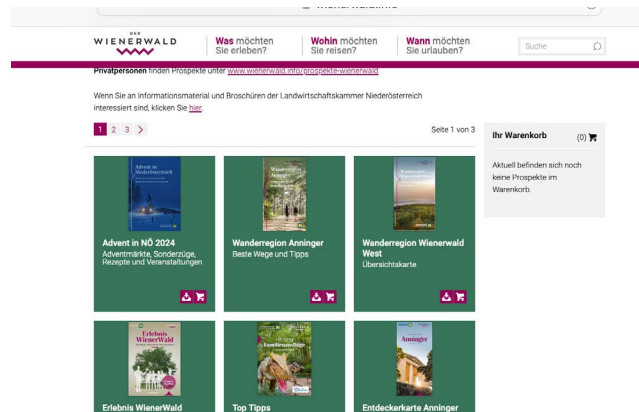 DER
WIENERWALD
Was möchten
Sie erleben?
Wohin möchten
Sie reisen?
Wann möchten
Sie urlauben?
Suche
Privatpersonen finden Prospekte unter www.wienerwald.info/prospekte-wienerwald
Wenn Sie an Informationsmaterial und Broschüren der Landwirtschaftskammer Niederösterreich
interessiert sind, klicken Sie hier.
1 2 3 >
Seite 1 von 3
Ihr Warenkorb (0)
Aktuell befinden sich noch
keine Prospekte im
Warenkorb.
Advent in
Niederösterreich
Wanderregion
Anninger
Advent in NÖ 2024
Adventmärkte, Sonderzüge,
Rezepte und Veranstaltungen
Wanderregion Anninger
Beste Wege und Tipps
Wanderregion Wienerwald
West
Übersichtskarte
Erlebnis
WienerWald
Familienausflüge
Anninger
Erlebnis WienerWald
Top Tipps
Entdeckerkarte Anninger